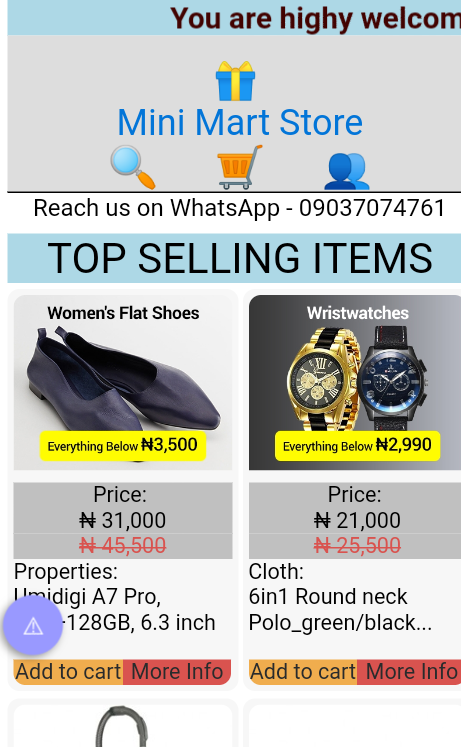 You are highy welcom
Mini Mart Store
Reach us on WhatsApp - 09037074761
TOP SELLING ITEMS
Women's Flat Shoes
Everything Below ₦3,500
Price:
₦ 31,000
₦ 45,500
Properties:
Umidigi A7 Pro,
-128GB, 6.3 inch
Add to cart More Info
Wristwatches
Everything Below ₦2,990
Price:
₦ 21,000
₦ 25,500
Cloth:
6in1 Round neck
Polo_green/black...
Add to cart More Info